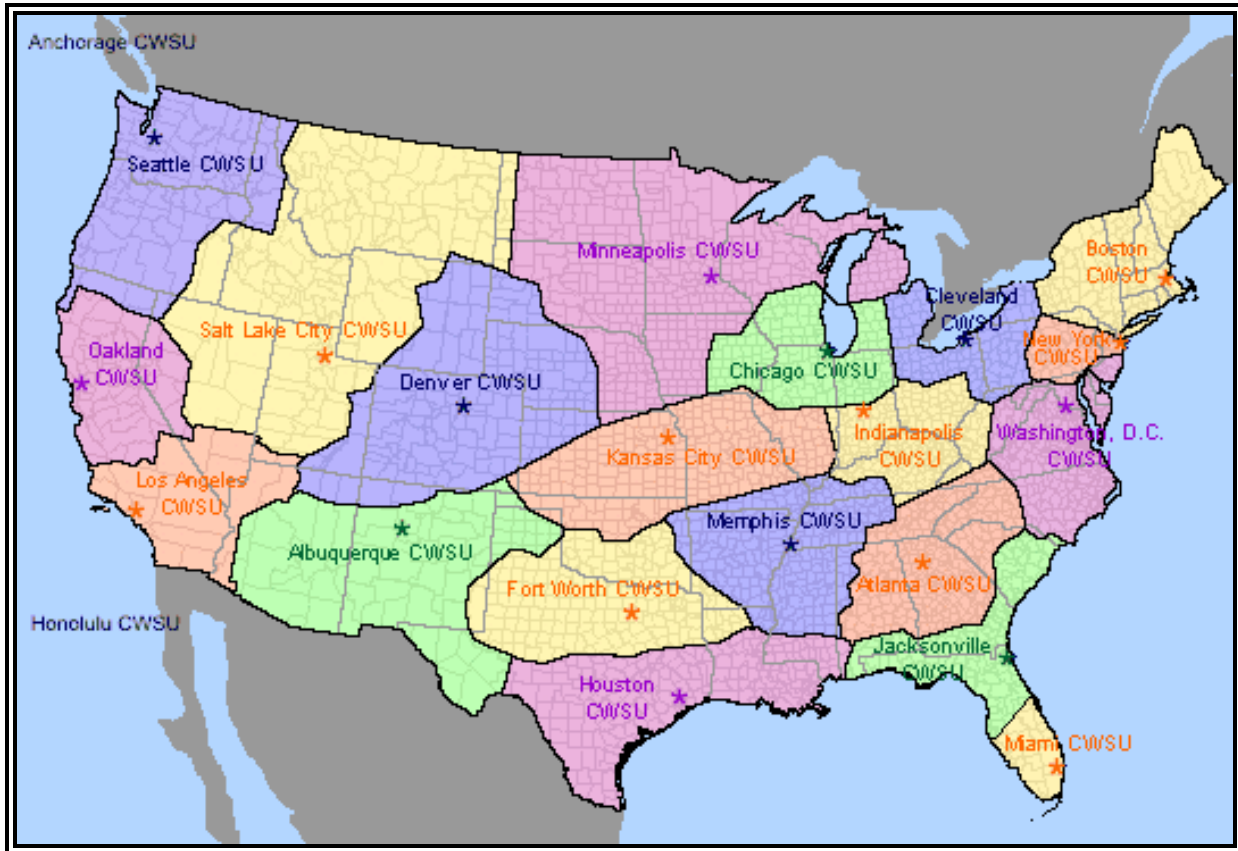 Anchorage CWSU
Seattle CWSU
Minneapolis CWSU
Boston
CWSU
Cleveland
CWSU
Salt Lake City CWSU
New York
CWSU
Oakland
CWSU
Chicago CWSU
Denver CWSU
Indianapolis
CWSU
Washington, D.C.
CWSU
Kansas City CWSU
Los Angeles
CWSU
Memphis CWSU
Albuquerque CWSU
Fort Worth CWSU
Atlanta CWSU
Honolulu CWSU
Jacksonville
CWSU
Houston
CWSU
Miami CWSU